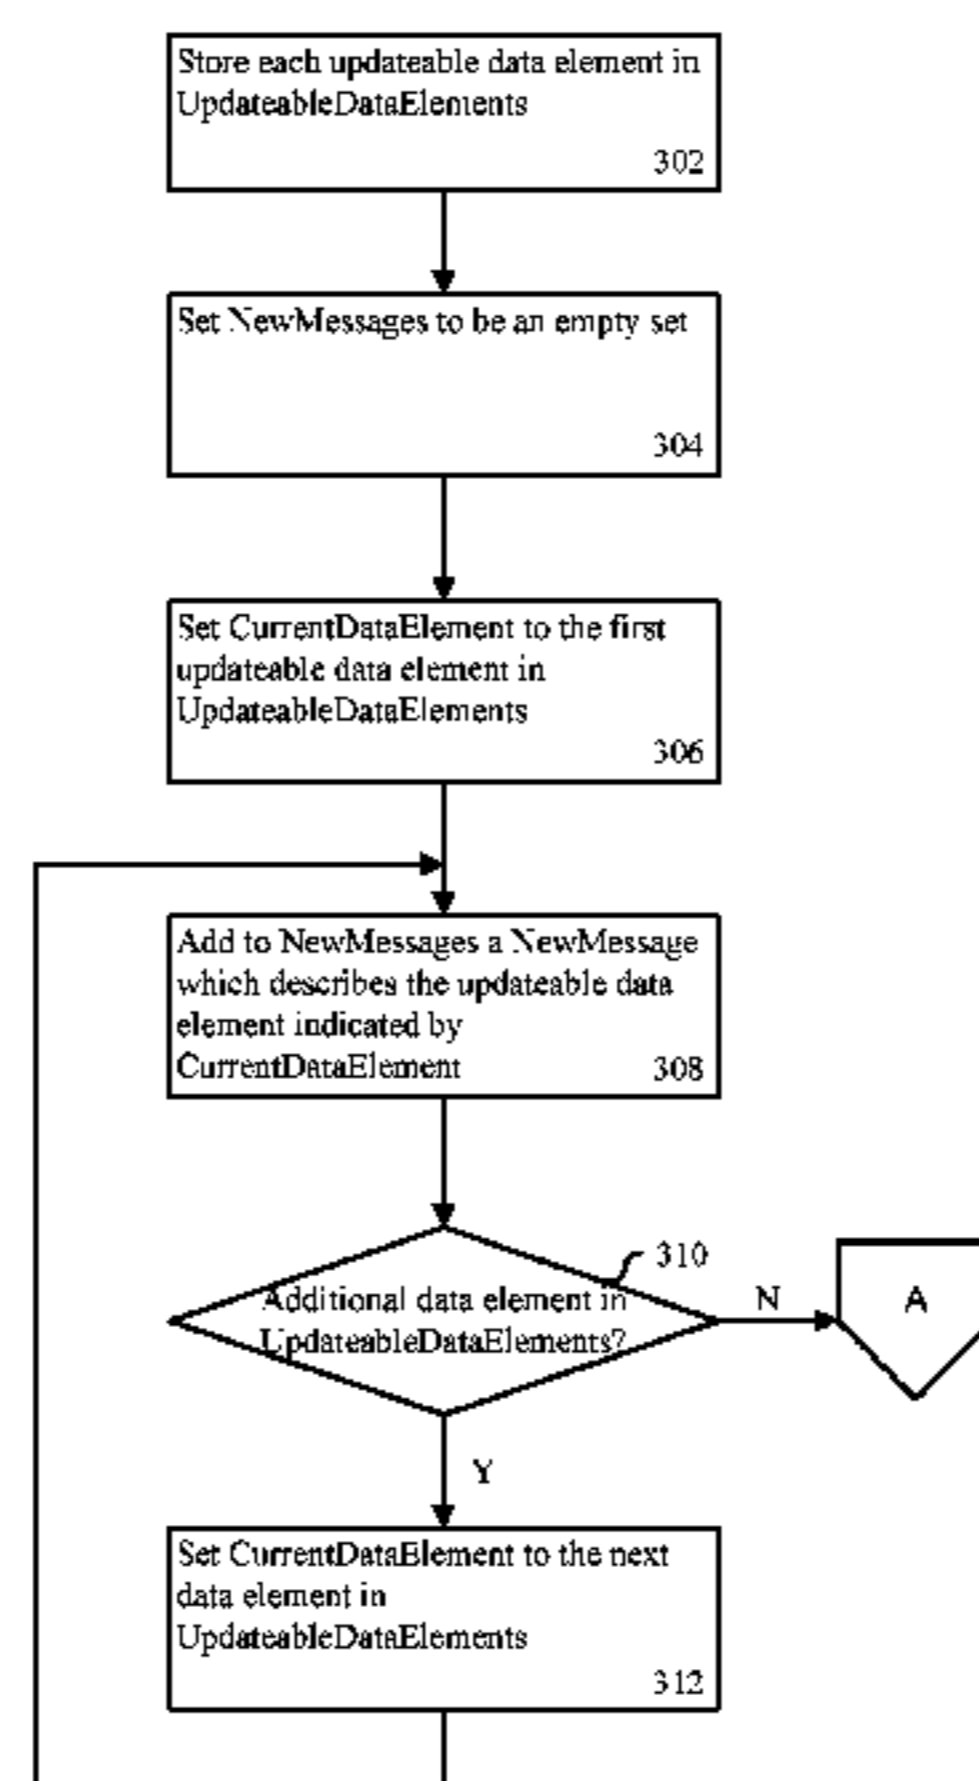 Store each updateable data element in
UpdateableDataElements
302
Set NewMessages to be an empty set
304
Set CurrentDataElement to the first
updateable data element in
UpdateableDataElements
306
Add to NewMessages a NewMessage
which describes the updateable data
element indicated by
CurrentDataElement
308
310
Additional data element in
UpdateableDataElements?
N
A
Y
Set CurrentDataElement to the next
data element in
UpdateableDataElements
312